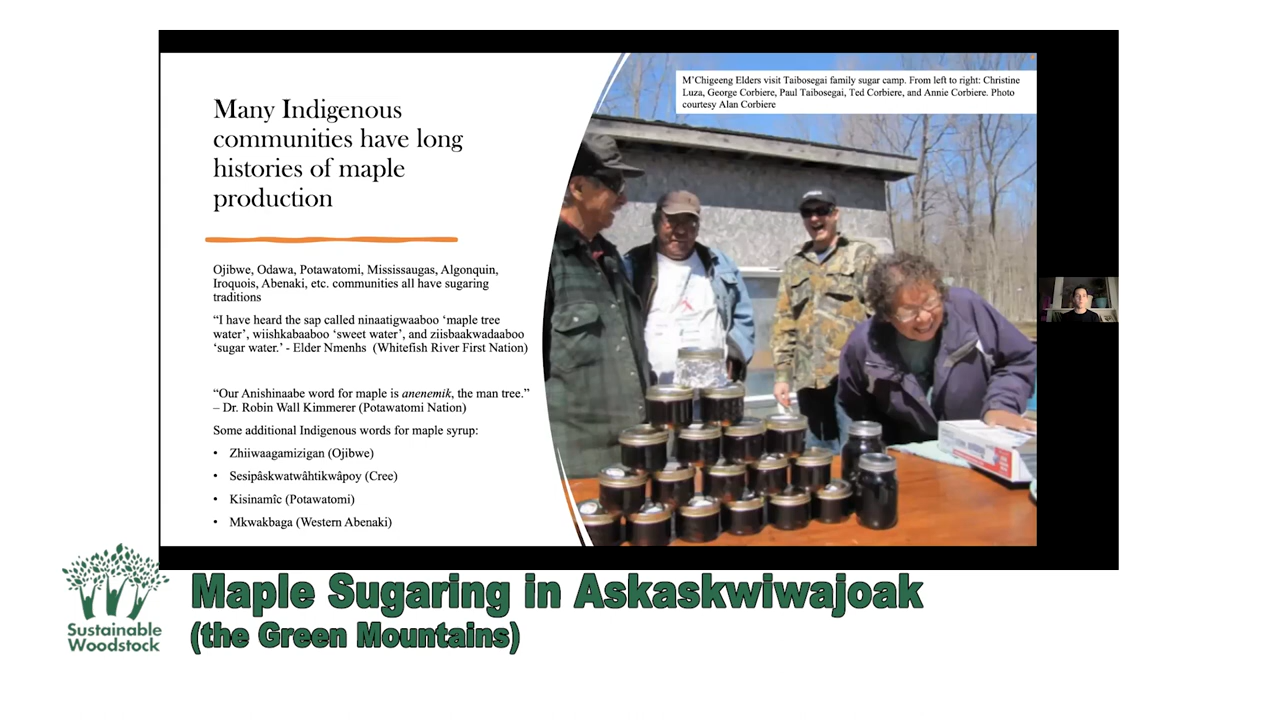 Many Indigenous
communities have long
histories of maple
production
Ojibwe, Odawa, Potawatomi, Mississaugas, Algonquin,
Iroquois, Abenaki, etc. communities all have sugaring
traditions
“I have heard the sap called ninaatigwaaboo ‘maple tree
water’, wiishkabaaboo ‘sweet water’, and ziisbaakwadaaboo
‘sugar water.’ - Elder Nmenhs (Whitefish River First Nation)
“Our Anishinaabe word for maple is anenemik, the man tree.”
– Dr. Robin Wall Kimmerer (Potawatomi Nation)
Some additional Indigenous words for maple syrup:
• Zhiiwaagamizigan (Ojibwe)
• Sesipâskwatwâhtikwâpoy (Cree)
• Kisinamîc (Potawatomi)
• Mkwakbaga (Western Abenaki)
M’Chigeeng Elders visit Taibosegai family sugar camp. From left to right: Christine
Luza, George Corbiere, Paul Taibosegai, Ted Corbiere, and Annie Corbiere. Photo
courtesy Alan Corbiere
Sustainable
Woodstock
Maple Sugaring in Askaskwiwajoak
(the Green Mountains)